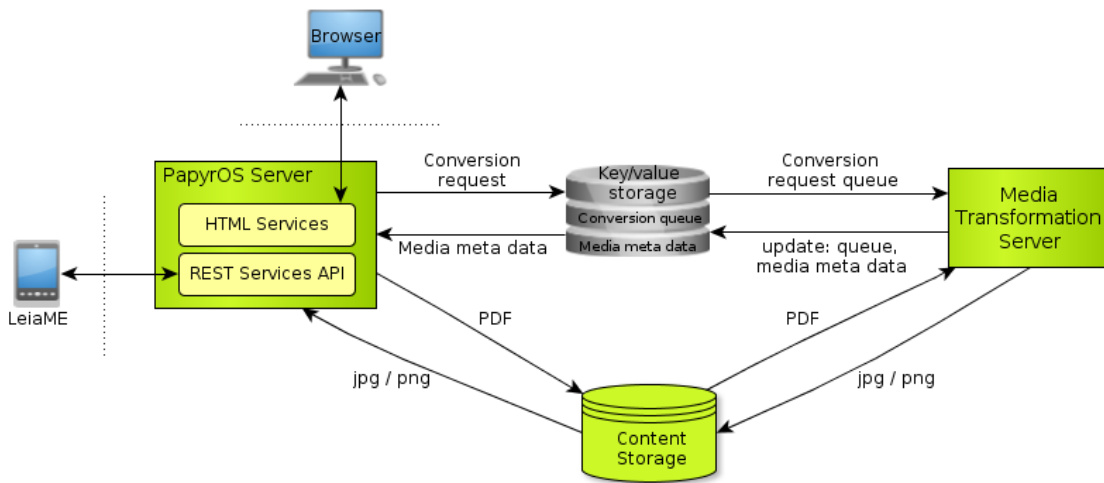 Browser
PapyrOS Server
HTML Services
REST Services API
LeiaME
Conversion
request
Media meta data
Key/value
storage
Conversion queue
Media meta data
Conversion
request queue
update: queue,
media meta data
Media
Transformation
Server
PDF
jpg / png
PDF
jpg / png
Content
Storage